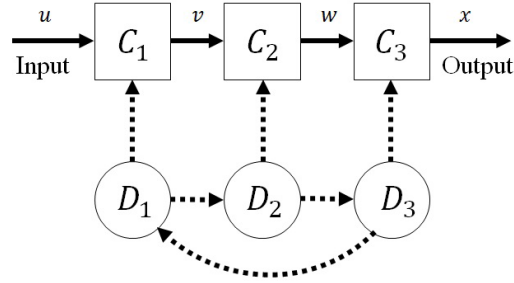 u v w x
C₁ C₂ C₃
Input Output
D₁ D₂ D₃